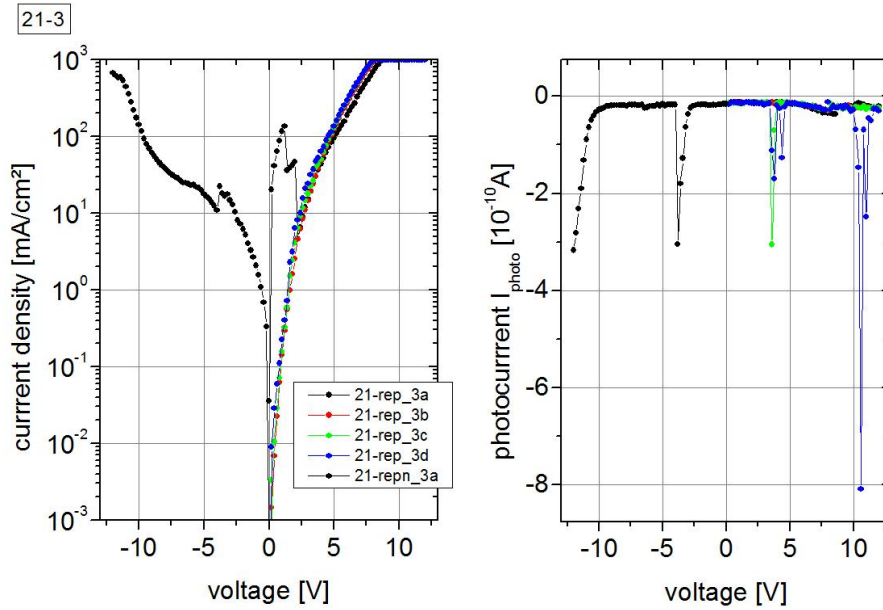 21-3
currrent density [mA/cm²]
10³
10²
10¹
10⁰
10⁻¹
10⁻²
10⁻³
-10
-5
0
5
10
voltage [V]
21-rep_3a
21-rep_3b
21-rep_3c
21-rep_3d
21-repn_3a
photocurrrent I_photo [10⁻¹⁰A]
0
-2
-4
-6
-8
-10
-5
0
5
10
voltage [V]